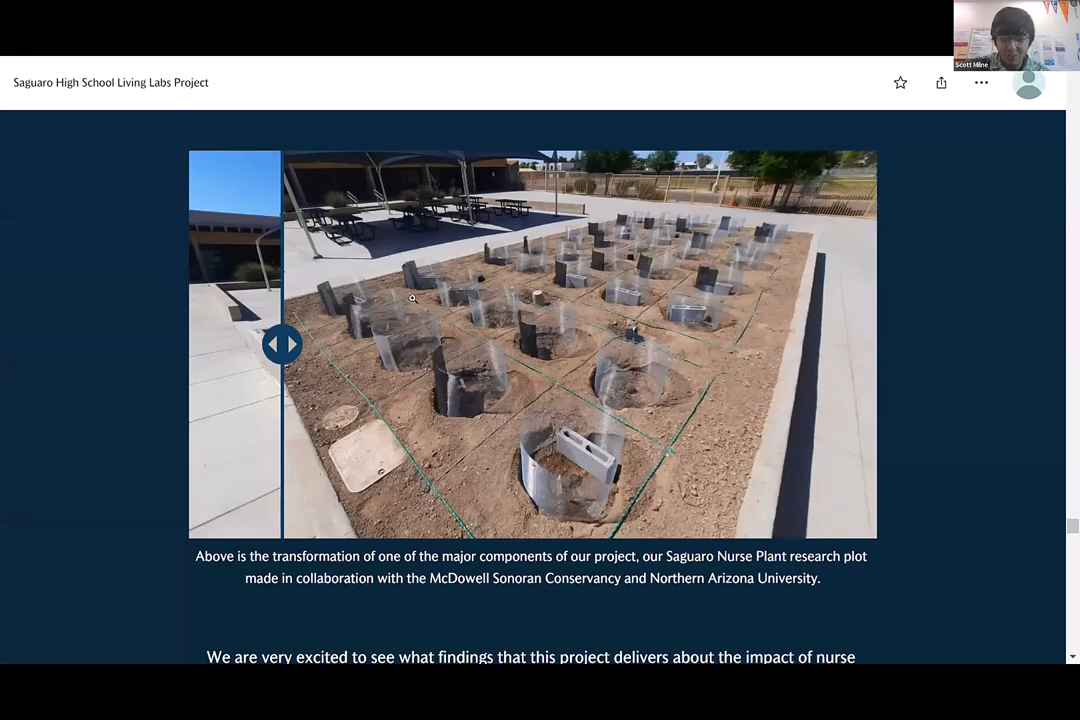 Scott Milne
Saguaro High School Living Labs Project
Above is the transformation of one of the major components of our project, our Saguaro Nurse Plant research plot
made in collaboration with the McDowell Sonoran Conservancy and Northern Arizona University.
We are very excited to see what findings that this project delivers about the impact of nurse